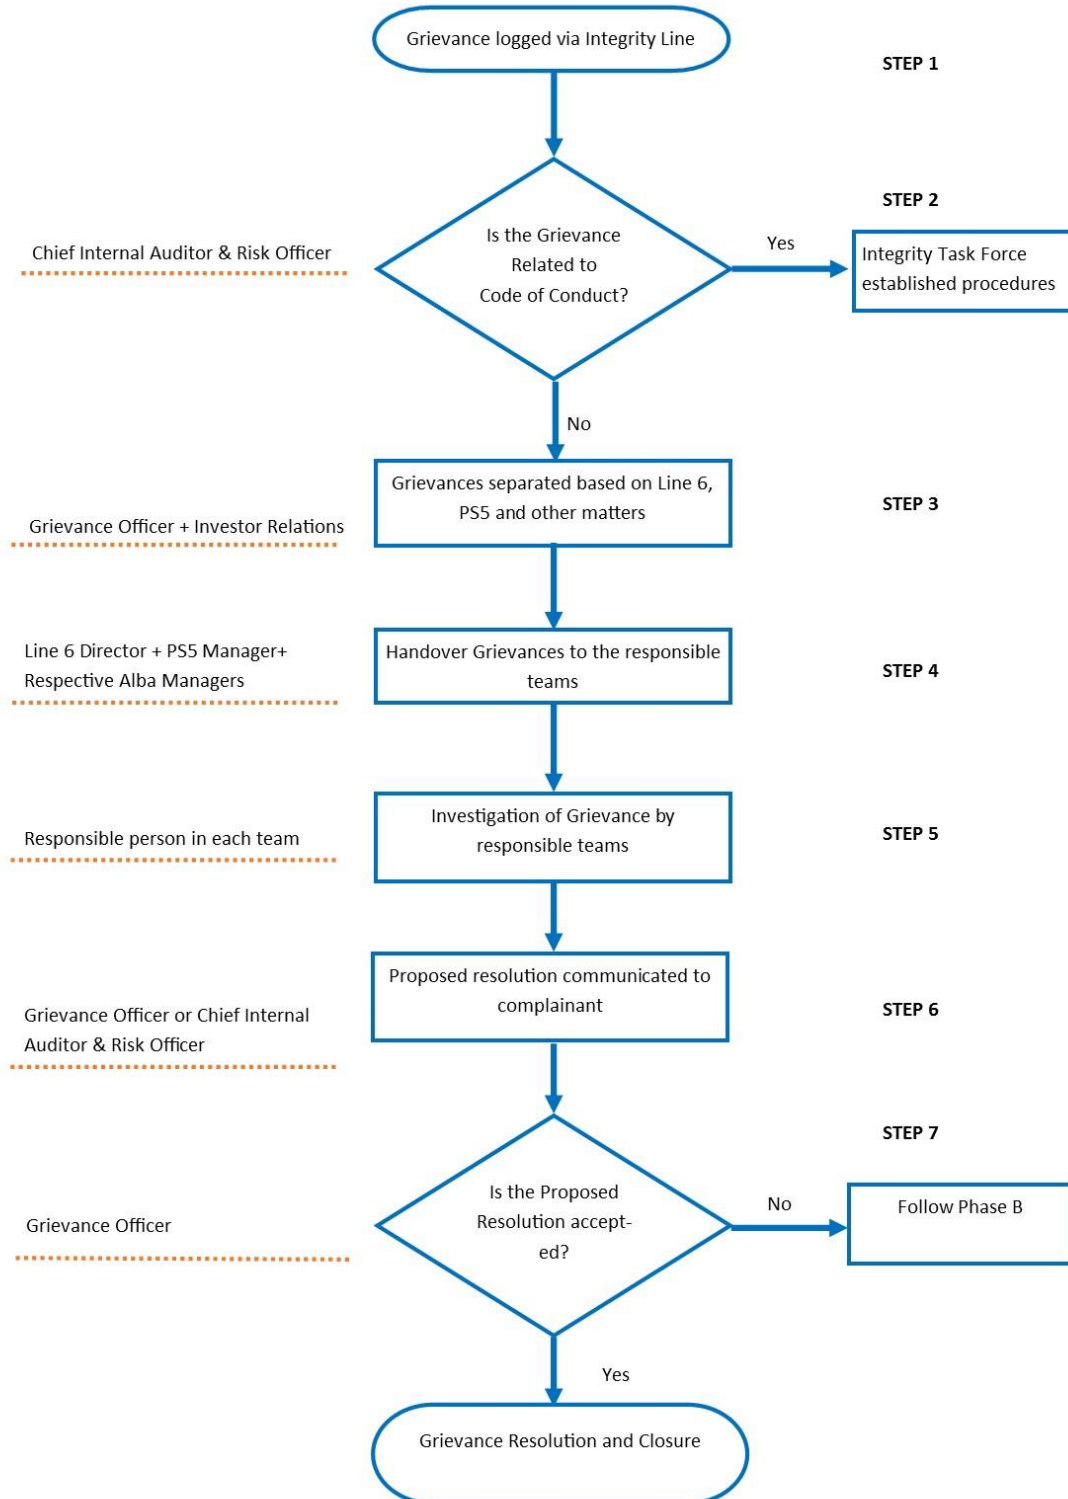 Grievance logged via Integrity Line
STEP 1
STEP 2
Chief Internal Auditor & Risk Officer
Is the Grievance
Related to
Code of Conduct?
Yes
Integrity Task Force
established procedures
No
Grievances separated based on Line 6,
PS5 and other matters
STEP 3
Grievance Officer + Investor Relations
Line 6 Director + PS5 Manager+
Respective Alba Managers
Handover Grievances to the responsible
teams
STEP 4
Responsible person in each team
Investigation of Grievance by
responsible teams
STEP 5
Proposed resolution communicated to
complainant
STEP 6
Grievance Officer or Chief Internal
Auditor & Risk Officer
STEP 7
Grievance Officer
Is the Proposed
Resolution accept-
ed?
No
Follow Phase B
Yes
Grievance Resolution and Closure